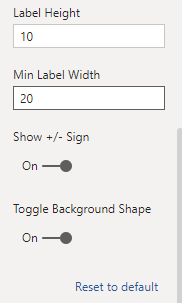 Label Height
10
Min Label Width
20
Show +/- Sign
On
Toggle Background Shape
On
Reset to default